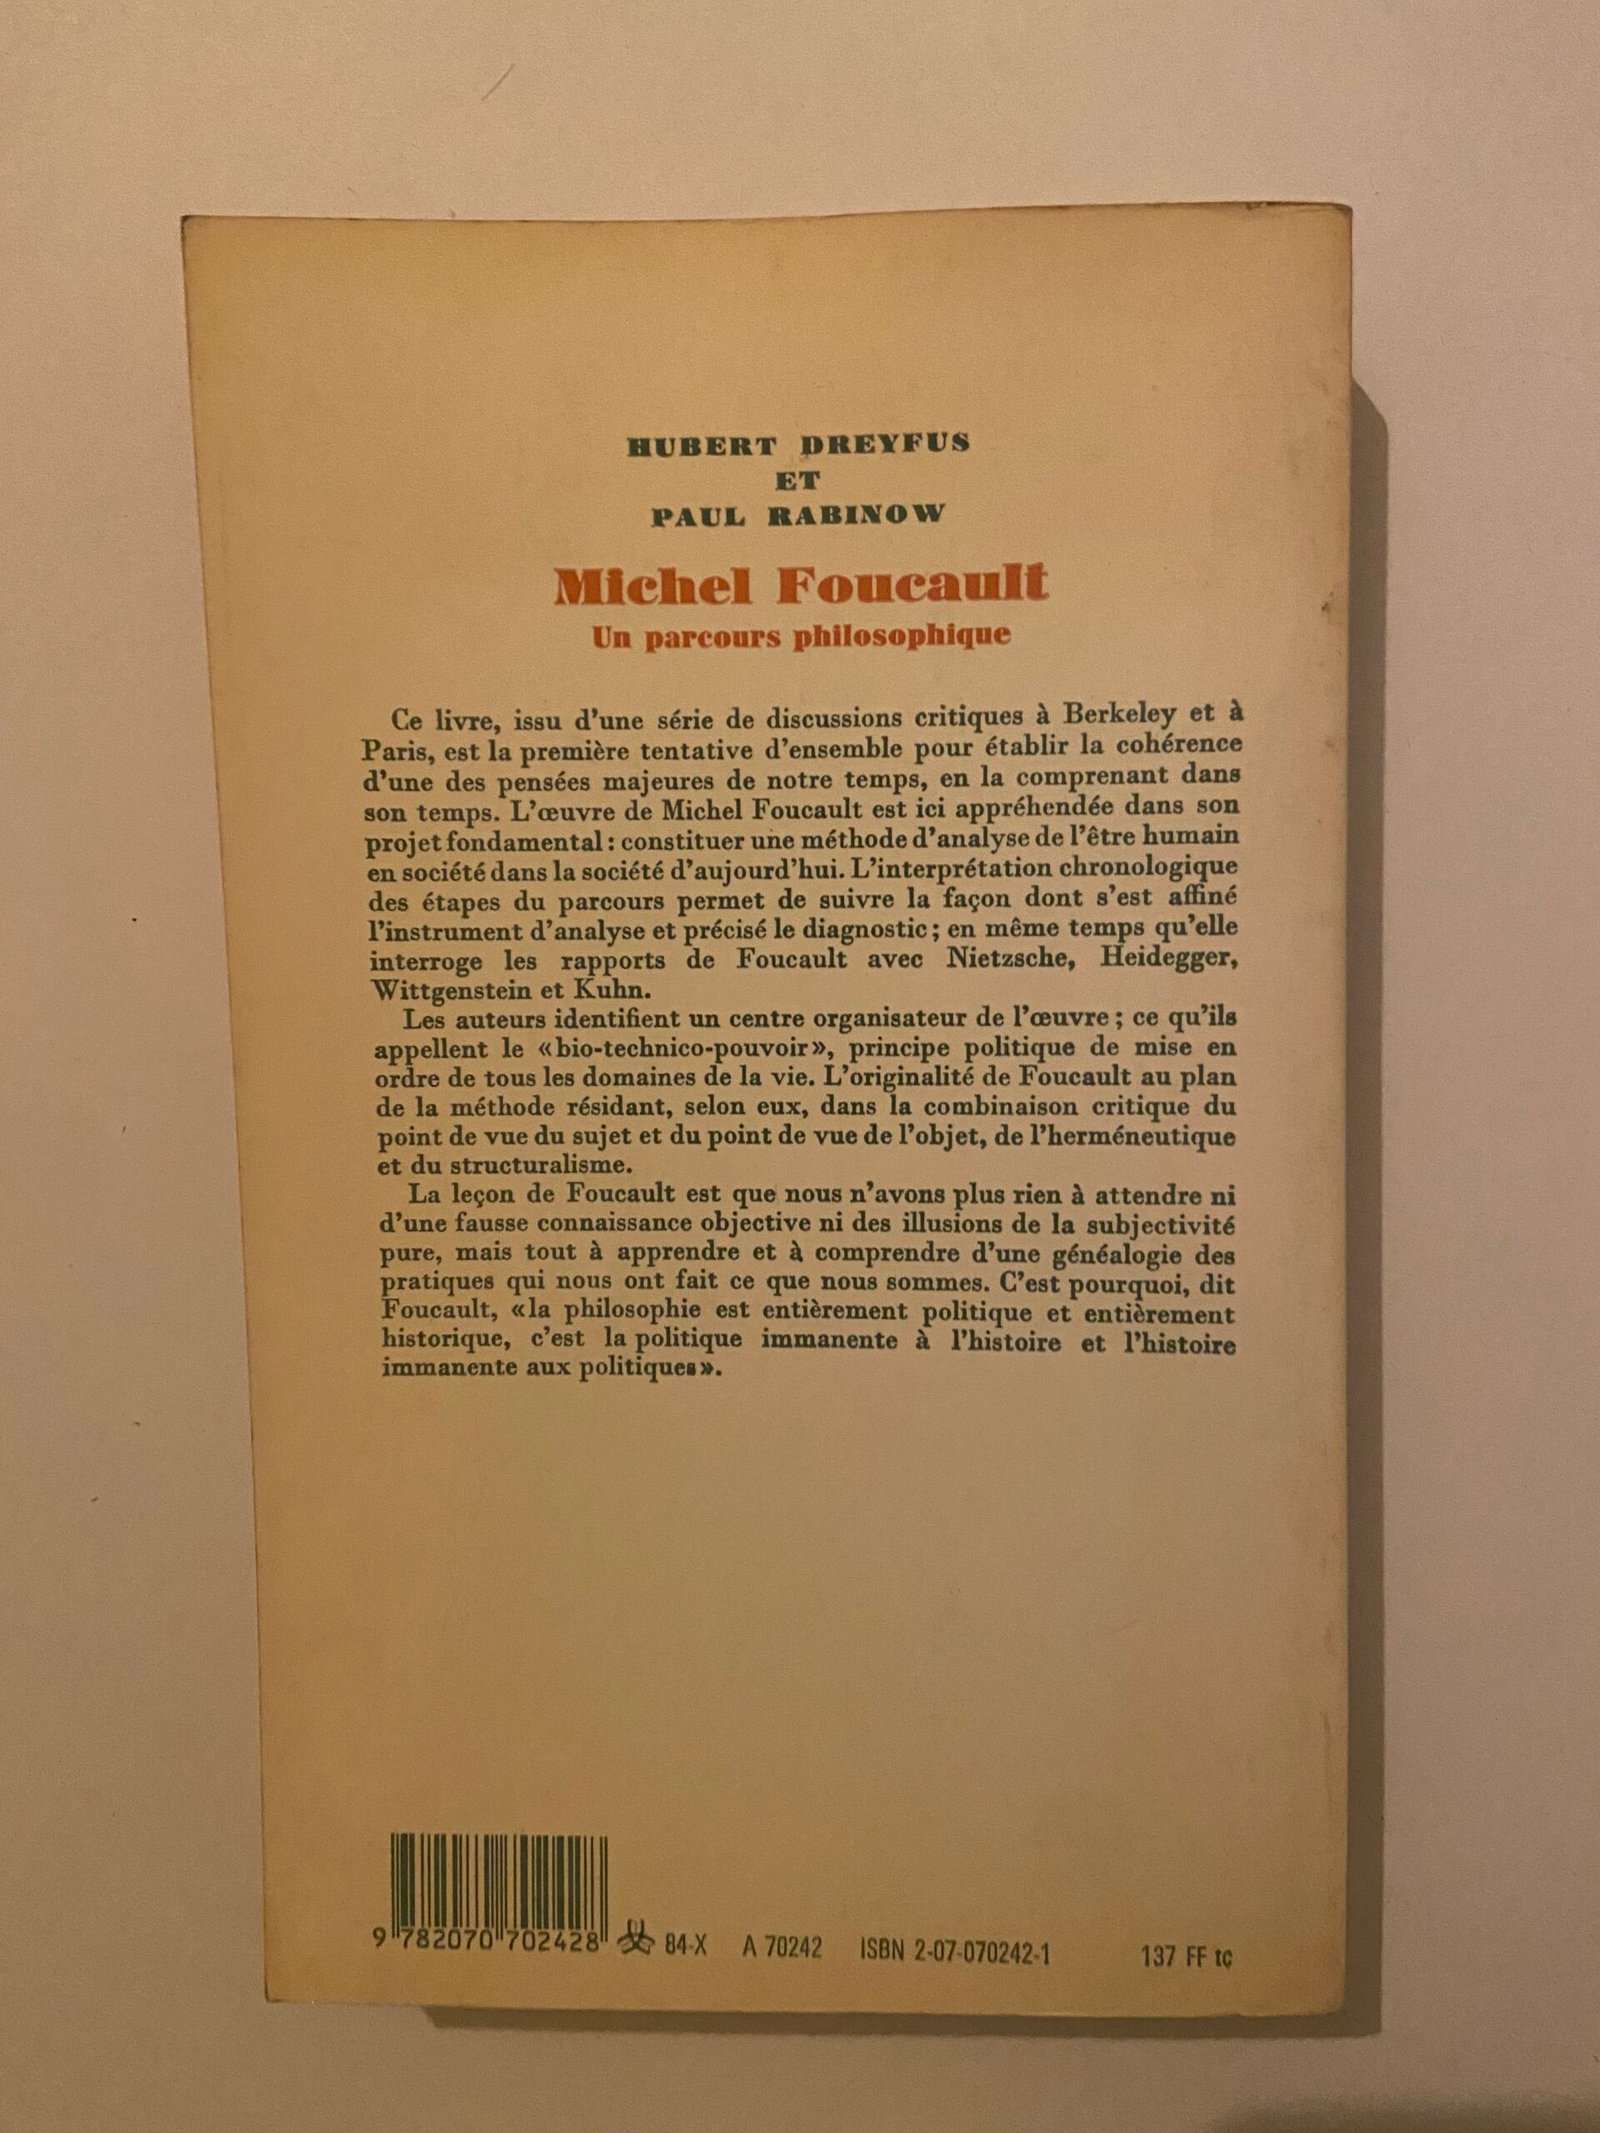 HUBERT DREYFUS
ET
PAUL RABINOW
Michel Foucault
Un parcours philosophique
Ce livre, issu d'une série de discussions critiques à Berkeley et à
Paris, est la première tentative d'ensemble pour établir la cohérence
d'une des pensées majeures de notre temps, en la comprenant dans
son temps. L'œuvre de Michel Foucault est ici appréhendée dans son
projet fondamental : constituer une méthode d'analyse de l'être humain
en société dans la société d'aujourd'hui. L'interprétation chronologique
des étapes du parcours permet de suivre la façon dont s'est affiné
l'instrument d'analyse et précisé le diagnostic ; en même temps qu'elle
interroge les rapports de Foucault avec Nietzsche, Heidegger,
Wittgenstein et Kuhn.
Les auteurs identifient un centre organisateur de l'œuvre ; ce qu'ils
appellent le «bio-technico-pouvoir», principe politique de mise en
ordre de tous les domaines de la vie. L'originalité de Foucault au plan
de la méthode résidant, selon eux, dans la combinaison critique du
point de vue du sujet et du point de vue de l'objet, de l'herméneutique
et du structuralisme.
La leçon de Foucault est que nous n'avons plus rien à attendre ni
d'une fausse connaissance objective ni des illusions de la subjectivité
pure, mais tout à apprendre et à comprendre d'une généalogie des
pratiques qui nous ont fait ce que nous sommes. C'est pourquoi, dit
Foucault, «la philosophie est entièrement politique et entièrement
historique, c'est la politique immanente à l'histoire et l'histoire
immanente aux politiques».
9 782070 702428 84-X A 70242 ISBN 2-07-070242-1 137 FF tc